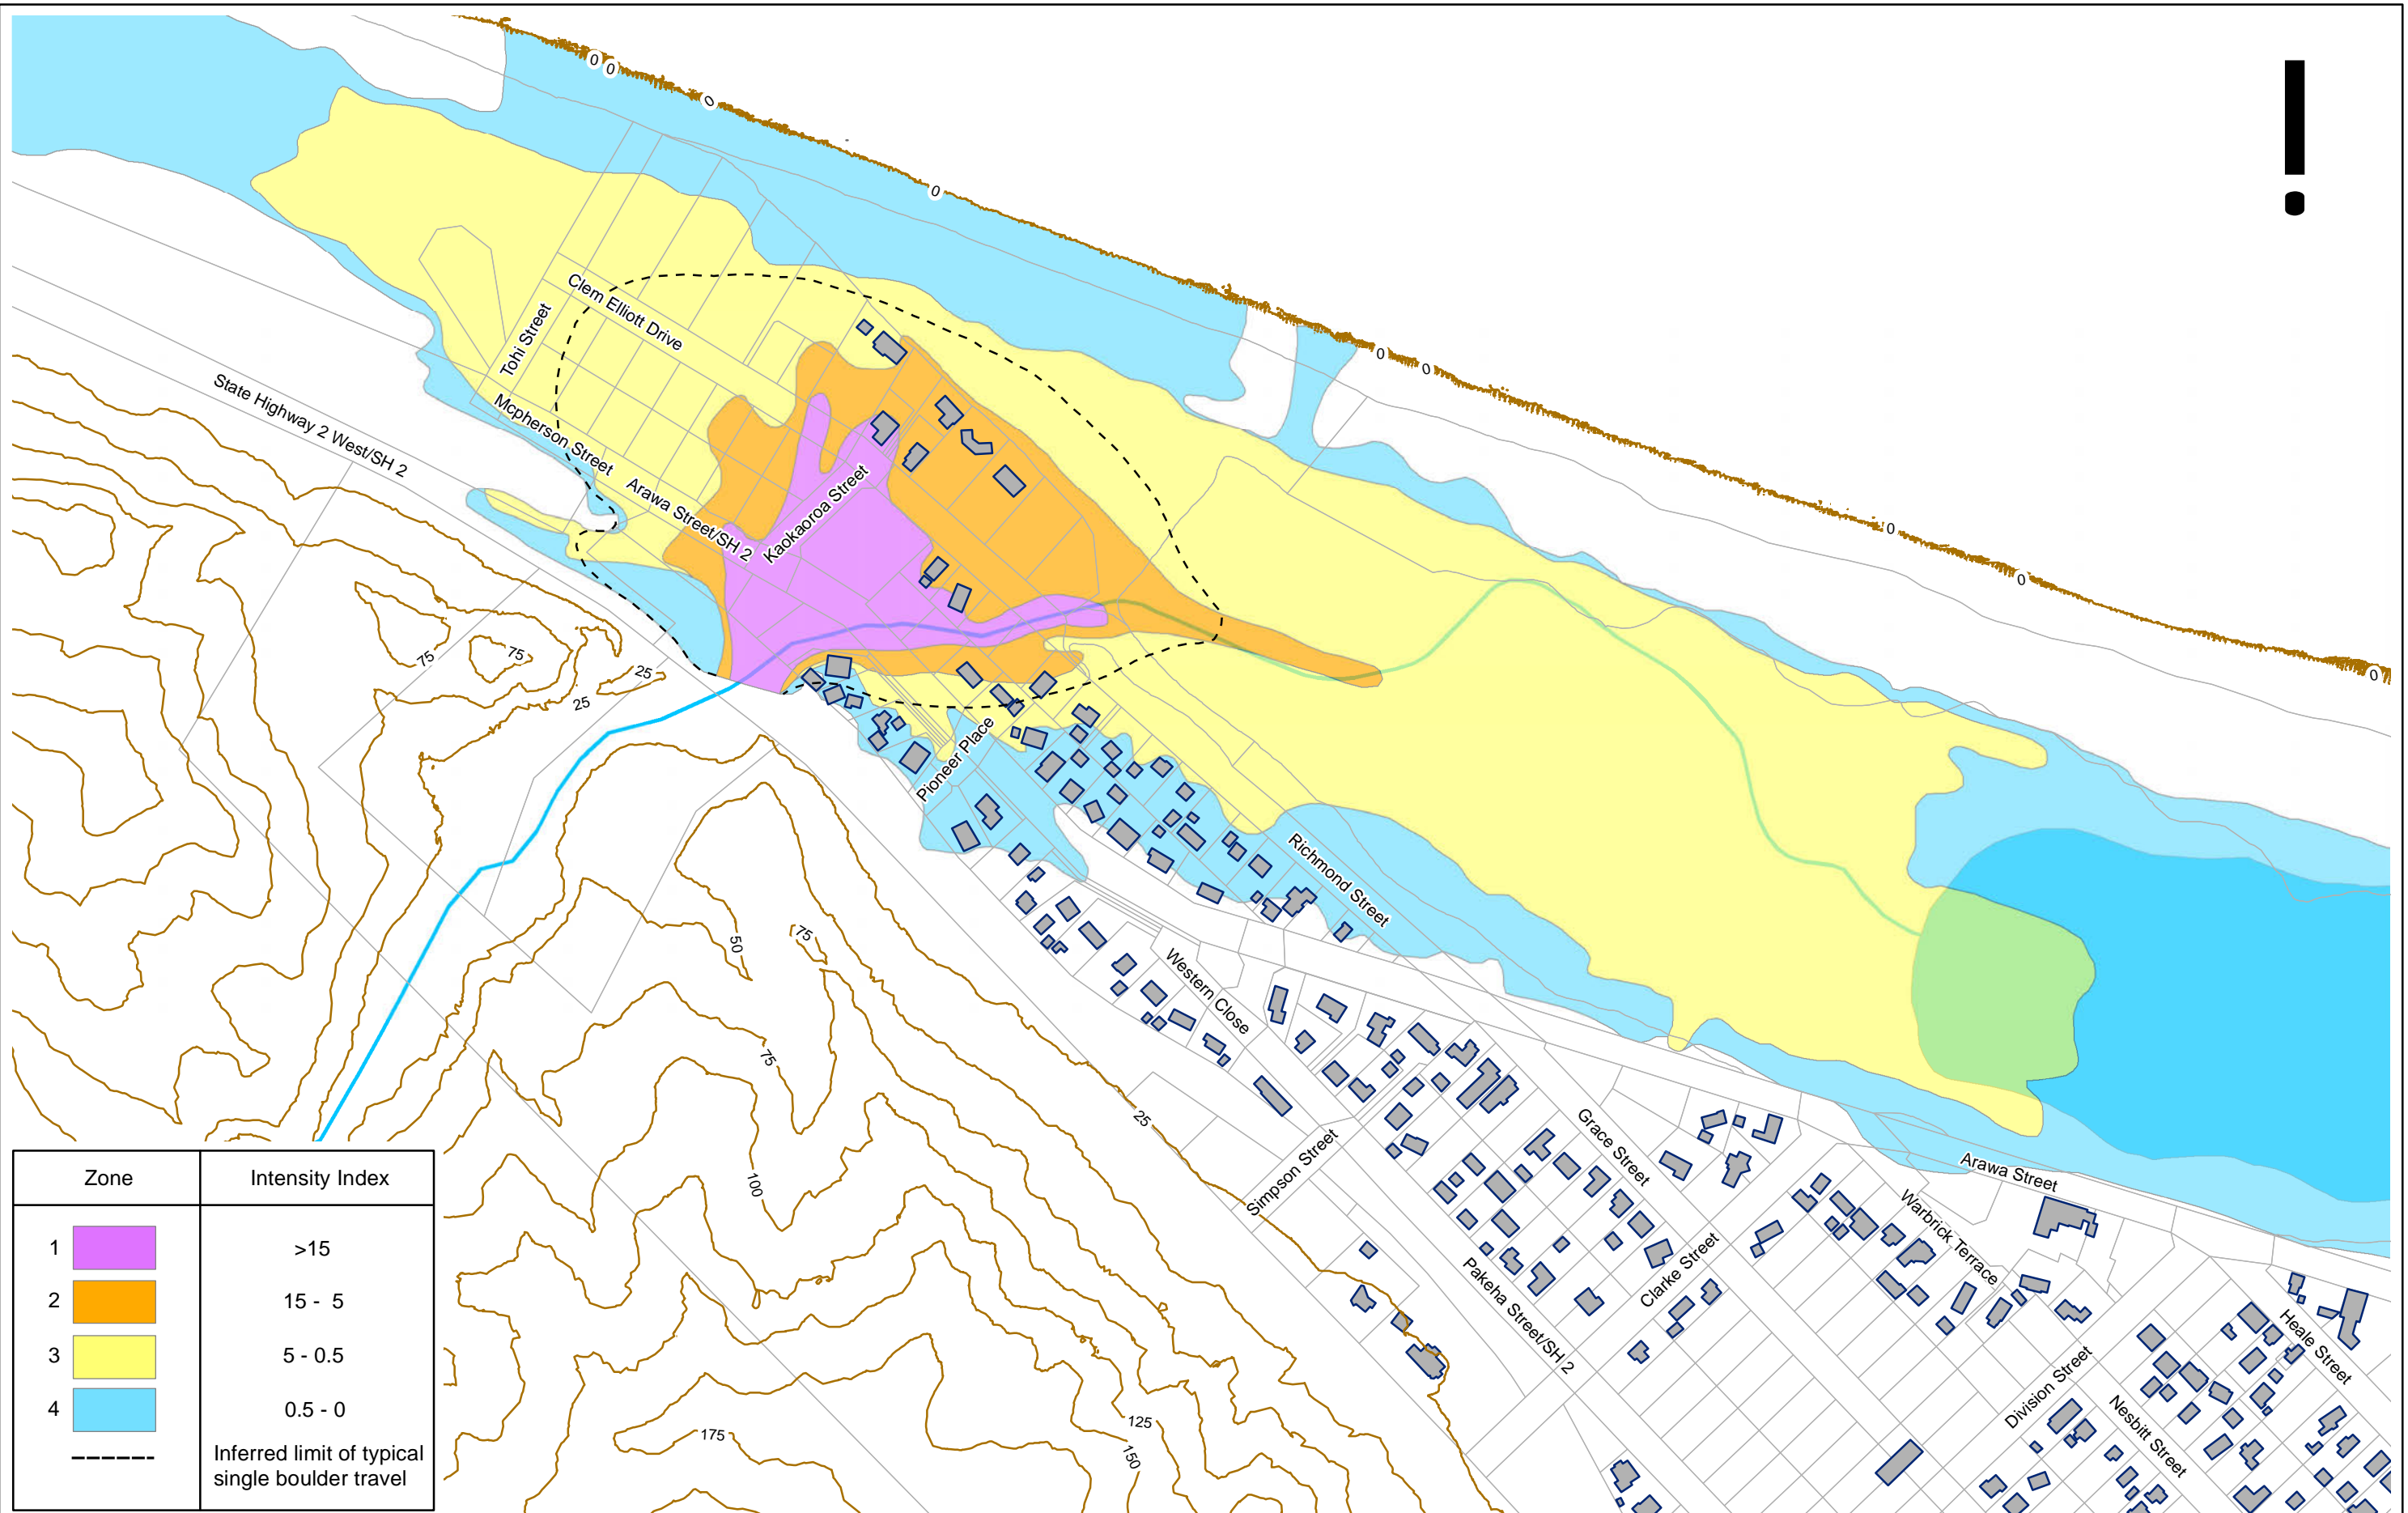 0
0
0
0
0
0
0
0
0
Clem Elliott Drive
Tohi Street
State Highway 2 West/SH 2
Mcpherson Street
Arawa Street/SH 2
Kaokaoroa Street
75
75
25
25
Pioneer Place
Richmond Street
50
75
Western Close
75
25
100
Simpson Street
Grace Street
Arawa Street
Warbrick Terrace
Clarke Street
Pakeha Street/SH 2
Heale Street
Division Street
Nesbitt Street
125
150
175
Zone
Intensity Index
1
>15
2
15 - 5
3
5 - 0.5
4
0.5 - 0
Inferred limit of typical
single boulder travel
!